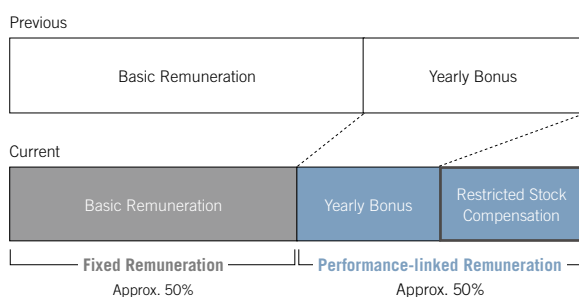 Previous
Basic Remuneration
Yearly Bonus
Current
Basic Remuneration
Yearly Bonus
Restricted Stock
Compensation
Fixed Remuneration
Performance-linked Remuneration
Approx. 50%
Approx. 50%